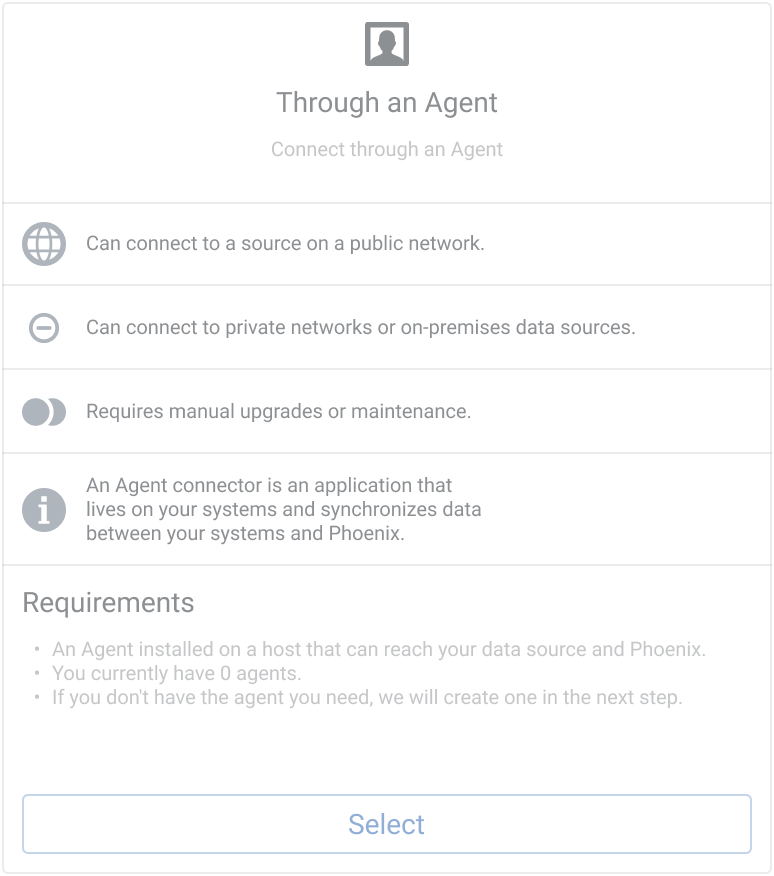 Through an Agent
Connect through an Agent
Can connect to a source on a public network.
Can connect to private networks or on-premises data sources.
Requires manual upgrades or maintenance.
An Agent connector is an application that
lives on your systems and synchronizes data
between your systems and Phoenix.
Requirements
• An Agent installed on a host that can reach your data source and Phoenix.
• You currently have 0 agents.
• If you don't have the agent you need, we will create one in the next step.
Select